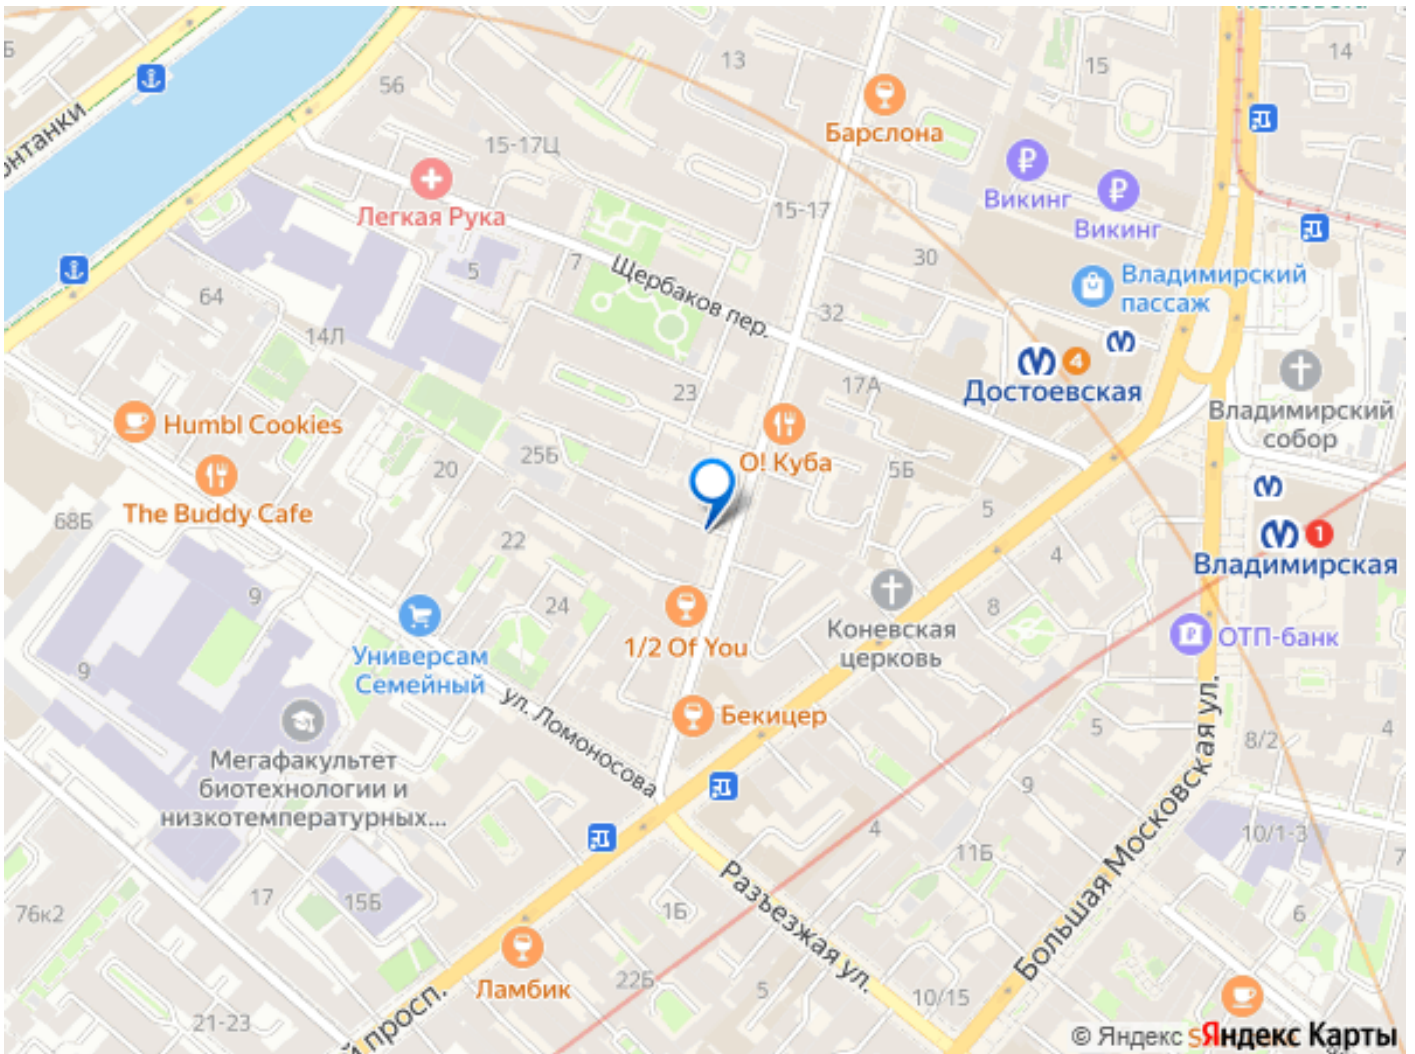 5Б
56
13
15
14
онтанки
15-17Ц
Барслона
Викинг
Викинг
Легкая Рука
15-17
5
7
Щербаков пер.
30
Владимирский
пассаж
64
14Л
32
4
Достоевская
17А
23
Владимирский
собор
Humbl Cookies
О! Куба
20
25Б
5Б
The Buddy Cafe
68Б
22
5
4
1
Владимирская
9
24
8
1/2 Of You
Коневская
церковь
ОТП-банк
Универсам
Семейный
9
ул. Ломоносова
Бекицер
5
8/2
4
Мегафакультет
биотехнологии и
низкотемпературных...
9
Большая Московская ул.
4
11Б
10/1-3
7
17
15Б
76к2
1Б
Разъезжая ул.
6
Ламбик
22Б
5
10/15
21-23
й просп.
© Яндекс
Яндекс Карты